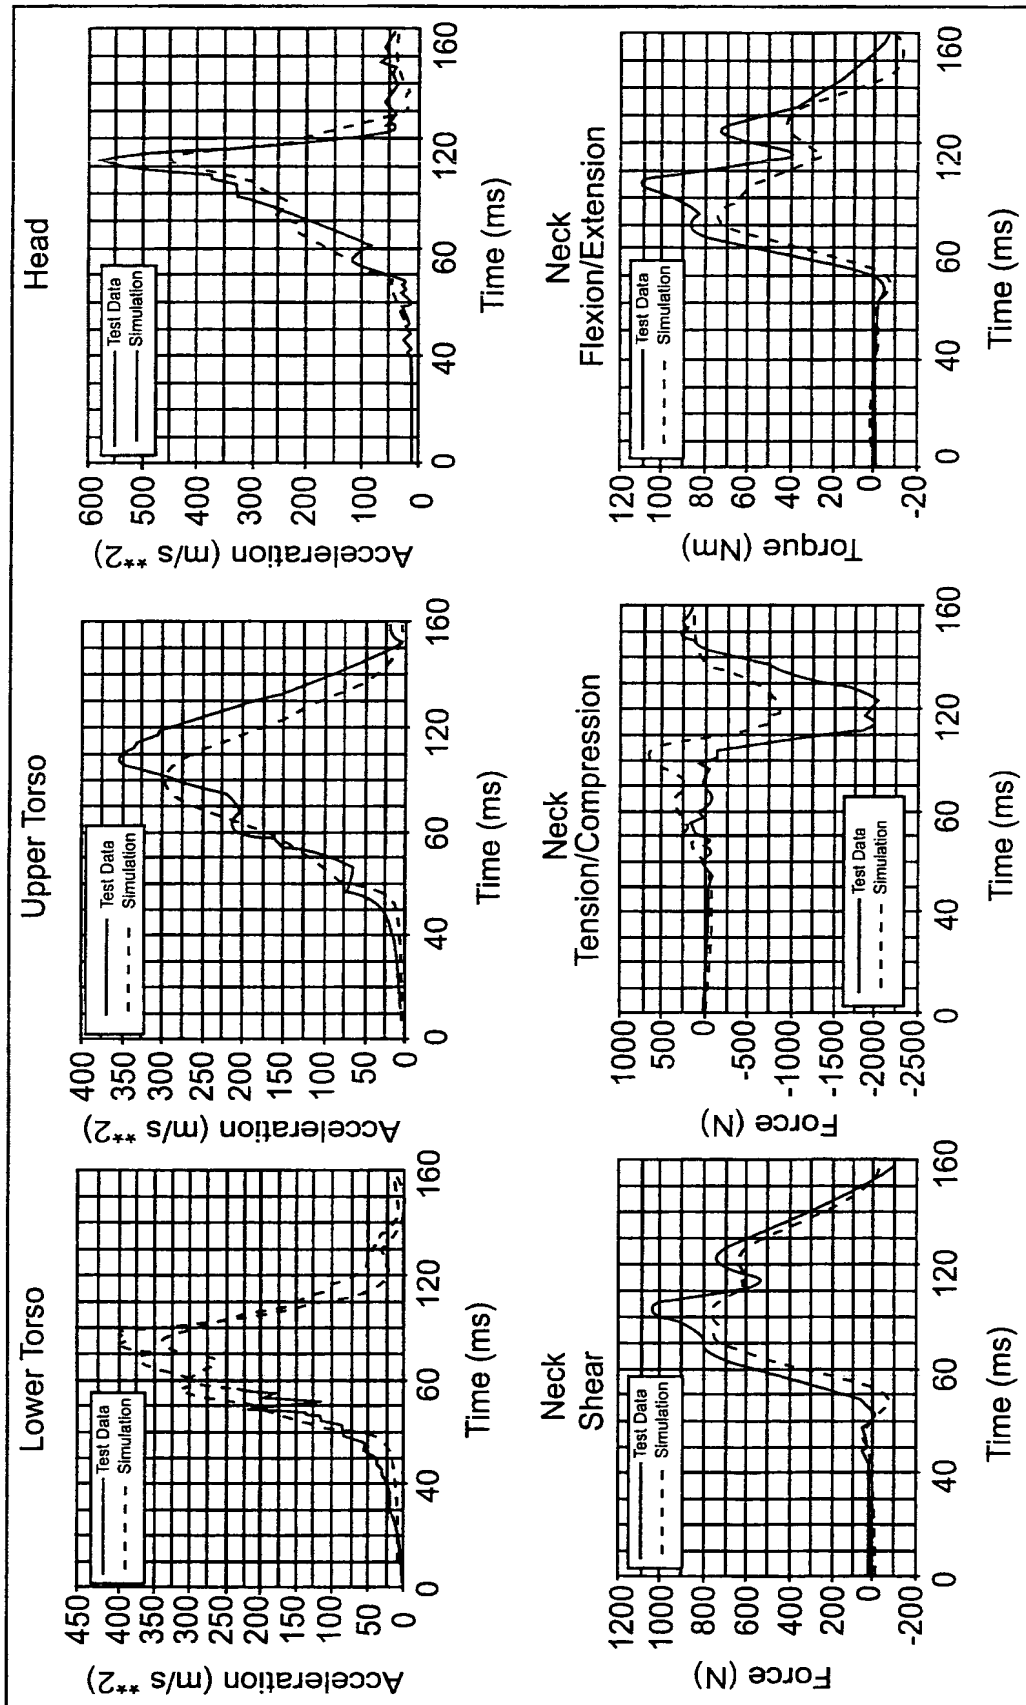 Lower Torso
Acceleration (m/s **2)
450
400
350
300
250
200
150
100
50
0
Test Data
Simulation
0
40
60
120
160
Time (ms)
Upper Torso
Acceleration (m/s **2)
400
350
300
250
200
150
100
50
0
Test Data
Simulation
0
40
60
120
160
Time (ms)
Head
Acceleration (m/s **2)
600
500
400
300
200
100
0
Test Data
Simulation
0
40
60
120
160
Time (ms)
Neck
Shear
Force (N)
1200
1000
800
600
400
200
0
-200
Test Data
Simulation
0
40
60
120
160
Time (ms)
Neck
Tension/Compression
Force (N)
1000
500
0
-500
-1000
-1500
-2000
-2500
Test Data
Simulation
0
40
60
120
160
Time (ms)
Neck
Flexion/Extension
Torque (Nm)
120
100
80
60
40
20
0
-20
Test Data
Simulation
0
40
60
120
160
Time (ms)